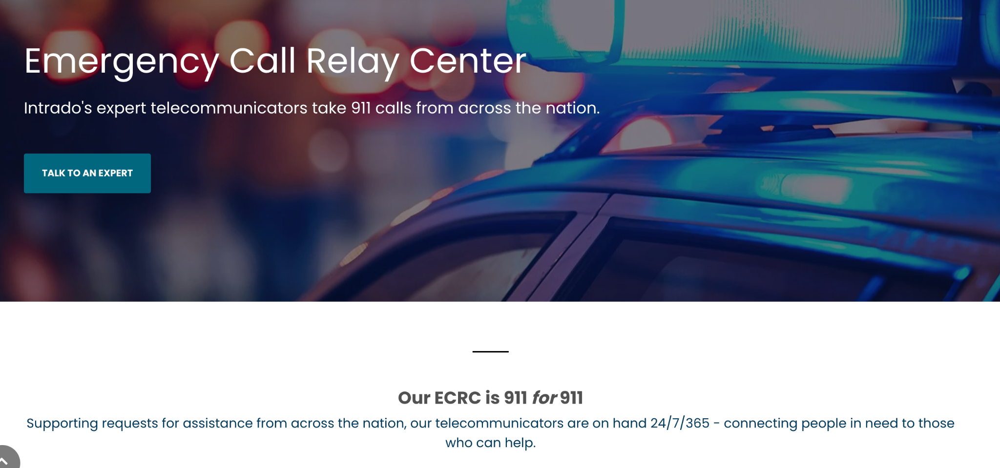 Emergency Call Relay Center
Intrado's expert telecommunicators take 911 calls from across the nation.
TALK TO AN EXPERT
Our ECRC is 911 for 911
Supporting requests for assistance from across the nation, our telecommunicators are on hand 24/7/365 - connecting people in need to those
who can help.